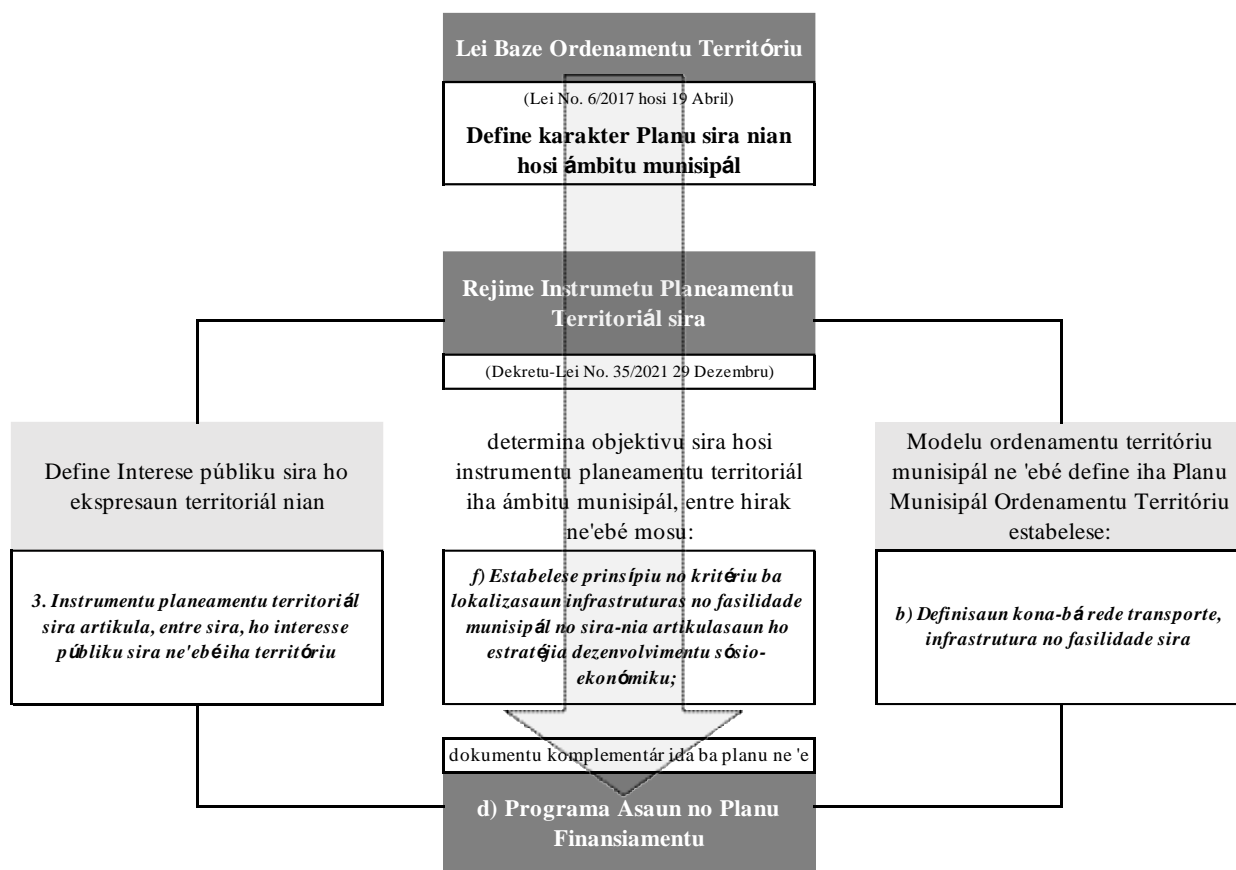 Lei Baze Ordenamentu Território
(Lei No. 6/2017 hosi 19 Abril)
Define karakter Planu sira nian
hosi ámbitu munisipál
Rejime Instrumetu Planeamentu
Territoriál sira
(Dekretu-Lei No. 35/2021 29 Dezembru)
Define Interese públiku sira ho
ekspresaun territoriál nian
3. Instrumentu planeamentu territoriál
sira artikula, entre sira, ho interesse
públiku sira ne'ebé iha territóriu
determina objektivu sira hosi
instrumentu planeamentu territoriál
iha ámbitu munisipál, entre hirak
ne'ebé mosu:
f) Estabelese prinsípiu no kritériu ba
lokalizasaun infrastruturas no fasilidade
munisipál no sira-nia artikulasaun ho
estratéjia dezenvolvimentu sósio-
ekonómiku;
Modelu ordenamentu territóriu
munisipál ne 'ebé define iha Planu
Munisipál Ordenamentu Territóriu
estabelese:
b) Definisaun kona-bá rede transporte,
infrastrutura no fasilidade sira
dokumentu komplementár ida ba planu ne 'e
d) Programa Asaun no Planu
Finansiamentu